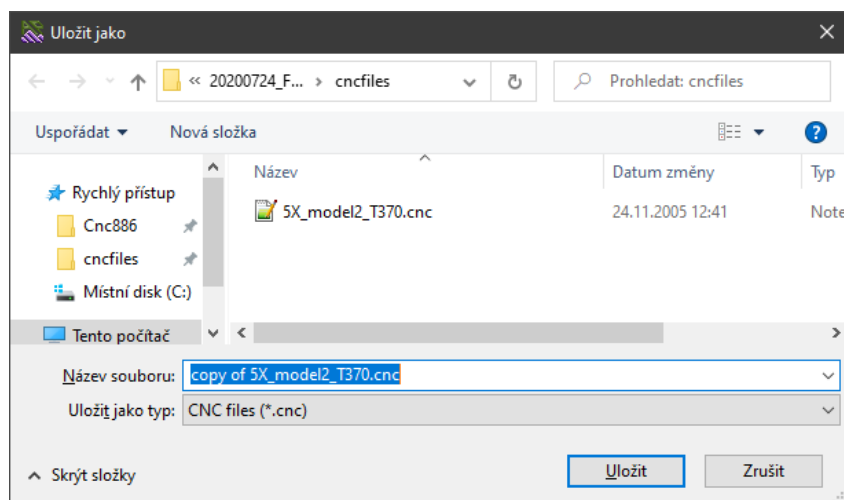 Uložit jako
« 20200724_F... › cncfiles
Prohledat: cncfiles
Uspořádat
Nová složka
?
Název
Datum změny
Typ
Rychlý přístup
Cnc886
cncfiles
Místní disk (C:)
Tento počítač
5X_model2_T370.cnc
24.11.2005 12:41
Note
Název souboru: copy of 5X_model2_T370.cnc
Uložit jako typ: CNC files (*.cnc)
Skrýt složky
Uložit
Zrušit